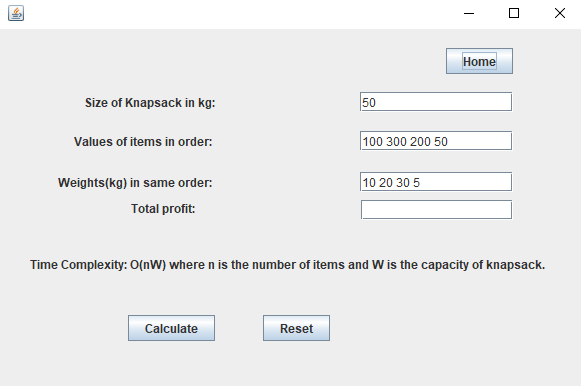 Home
Size of Knapsack in kg: 50
Values of items in order: 100 300 200 50
Weights(kg) in same order: 10 20 30 5
Total profit:
Time Complexity: O(nW) where n is the number of items and W is the capacity of knapsack.
Calculate Reset